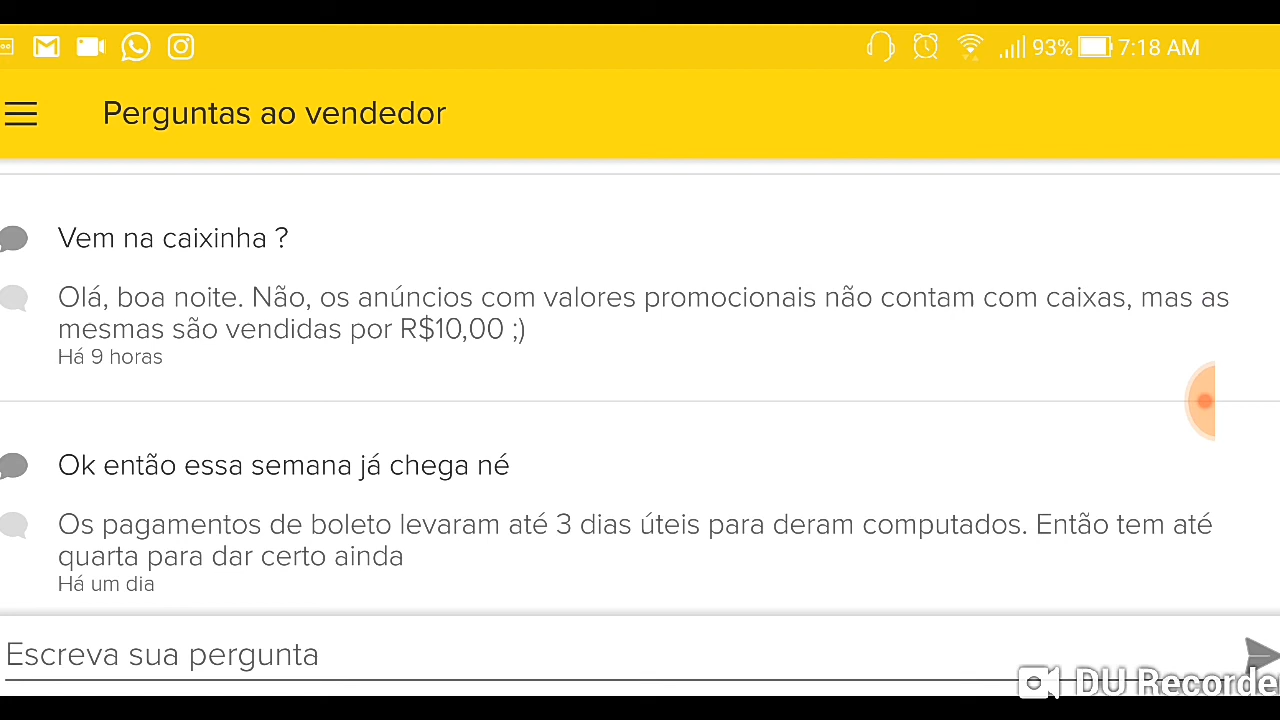 93% 7:18 AM
Perguntas ao vendedor
Vem na caixinha ?
Olá, boa noite. Não, os anúncios com valores promocionais não contam com caixas, mas as
mesmas são vendidas por R$10,00 ;)
Há 9 horas
Ok então essa semana já chega né
Os pagamentos de boleto levaram até 3 dias úteis para deram computados. Então tem até
quarta para dar certo ainda
Há um dia
Escreva sua pergunta
DU Recorde